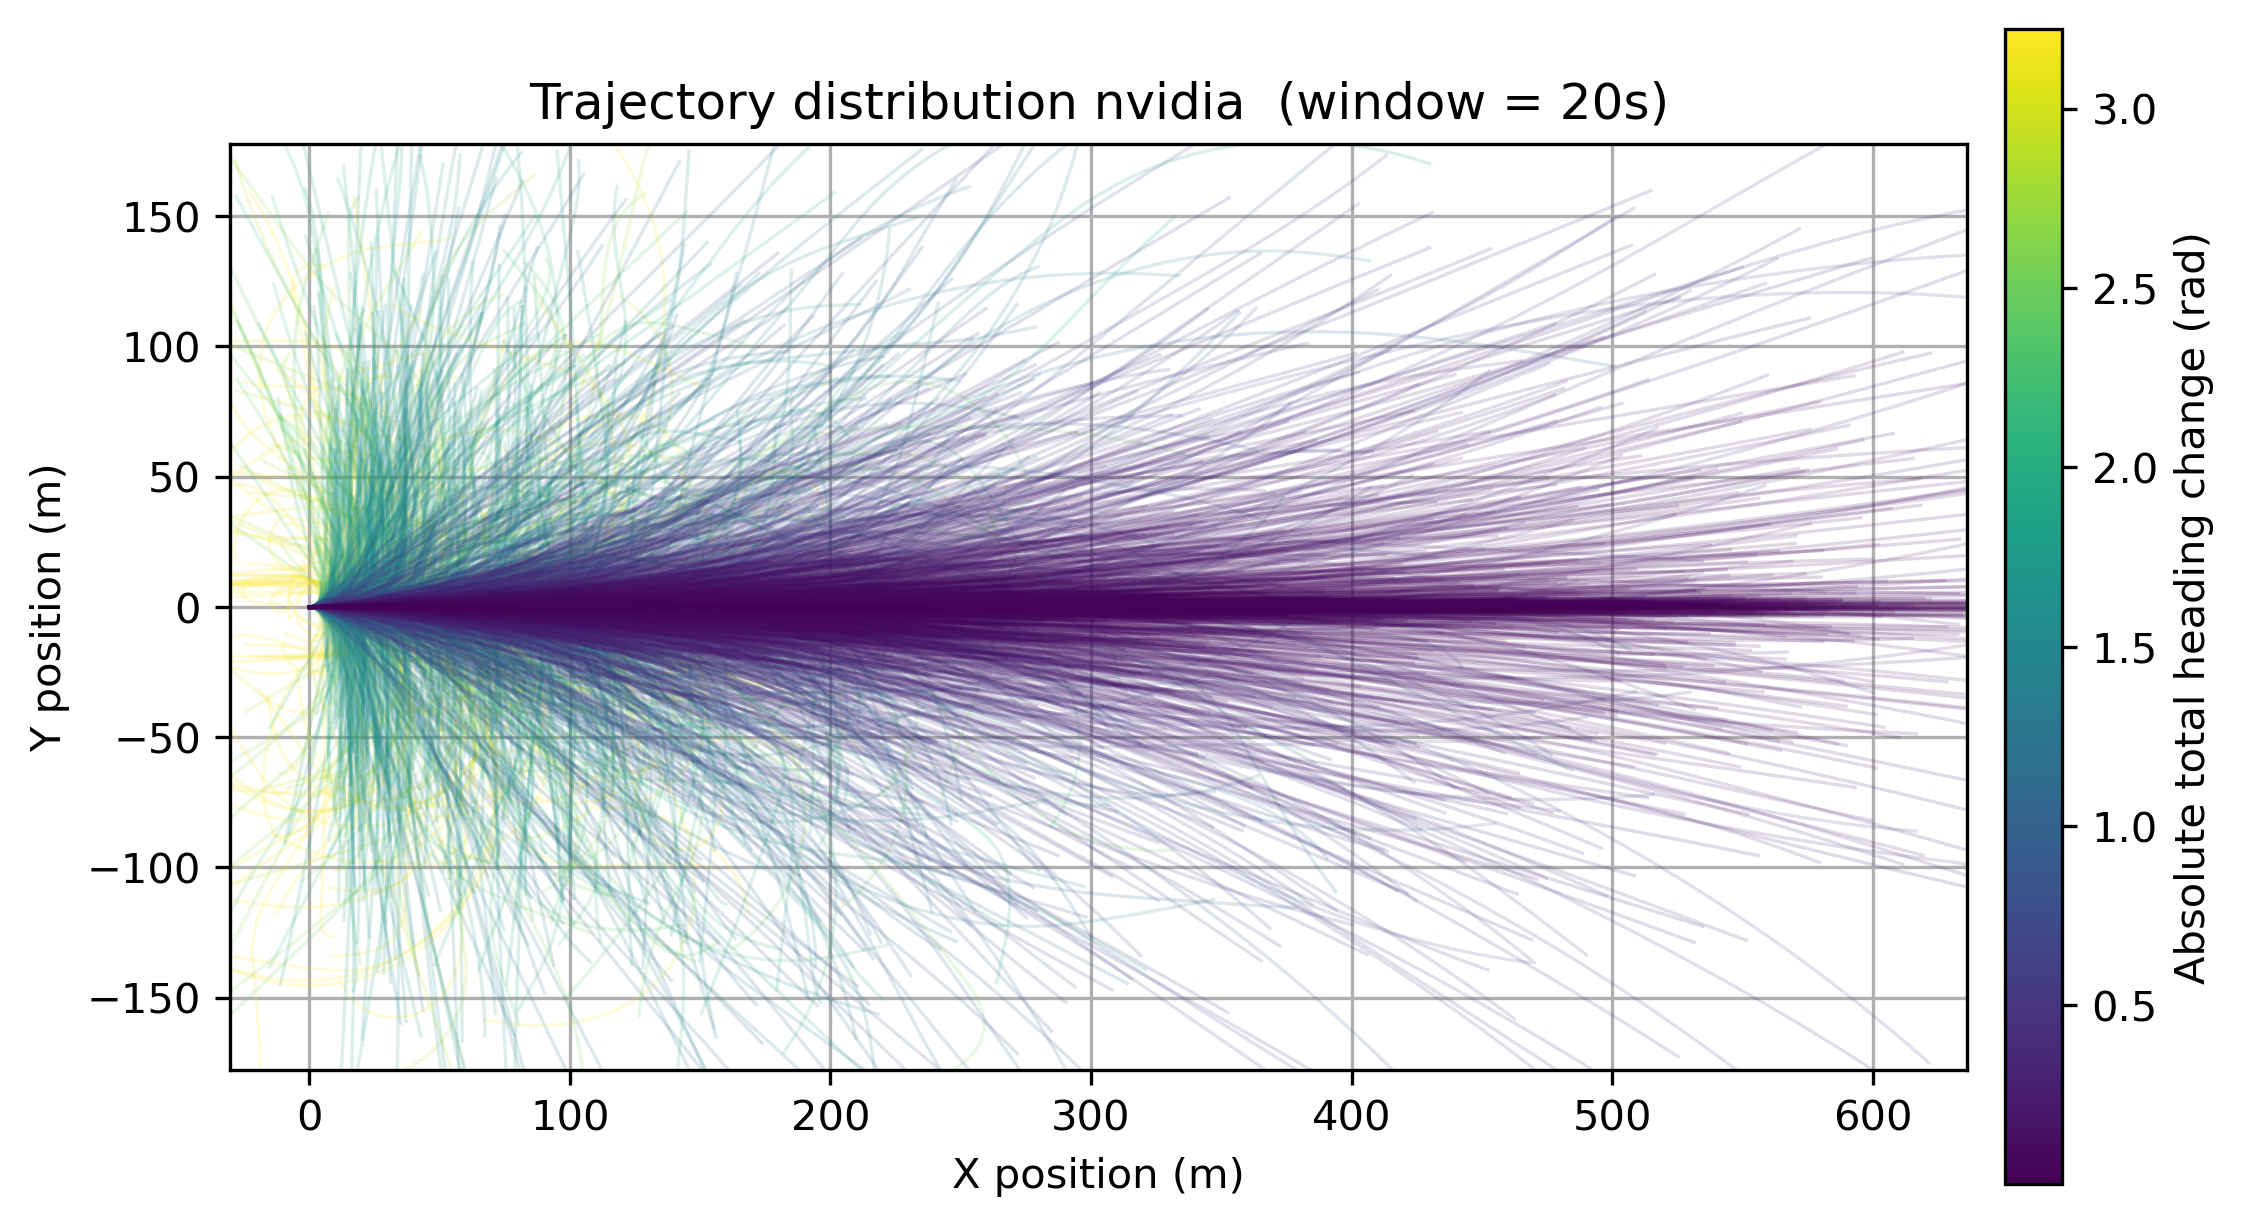 Trajectory distribution nvidia  (window = 20s)
Y position (m)
150
100
50
0
−50
−100
−150
0 100 200 300 400 500 600
X position (m)
3.0
2.5
2.0
1.5
1.0
0.5
Absolute total heading change (rad)